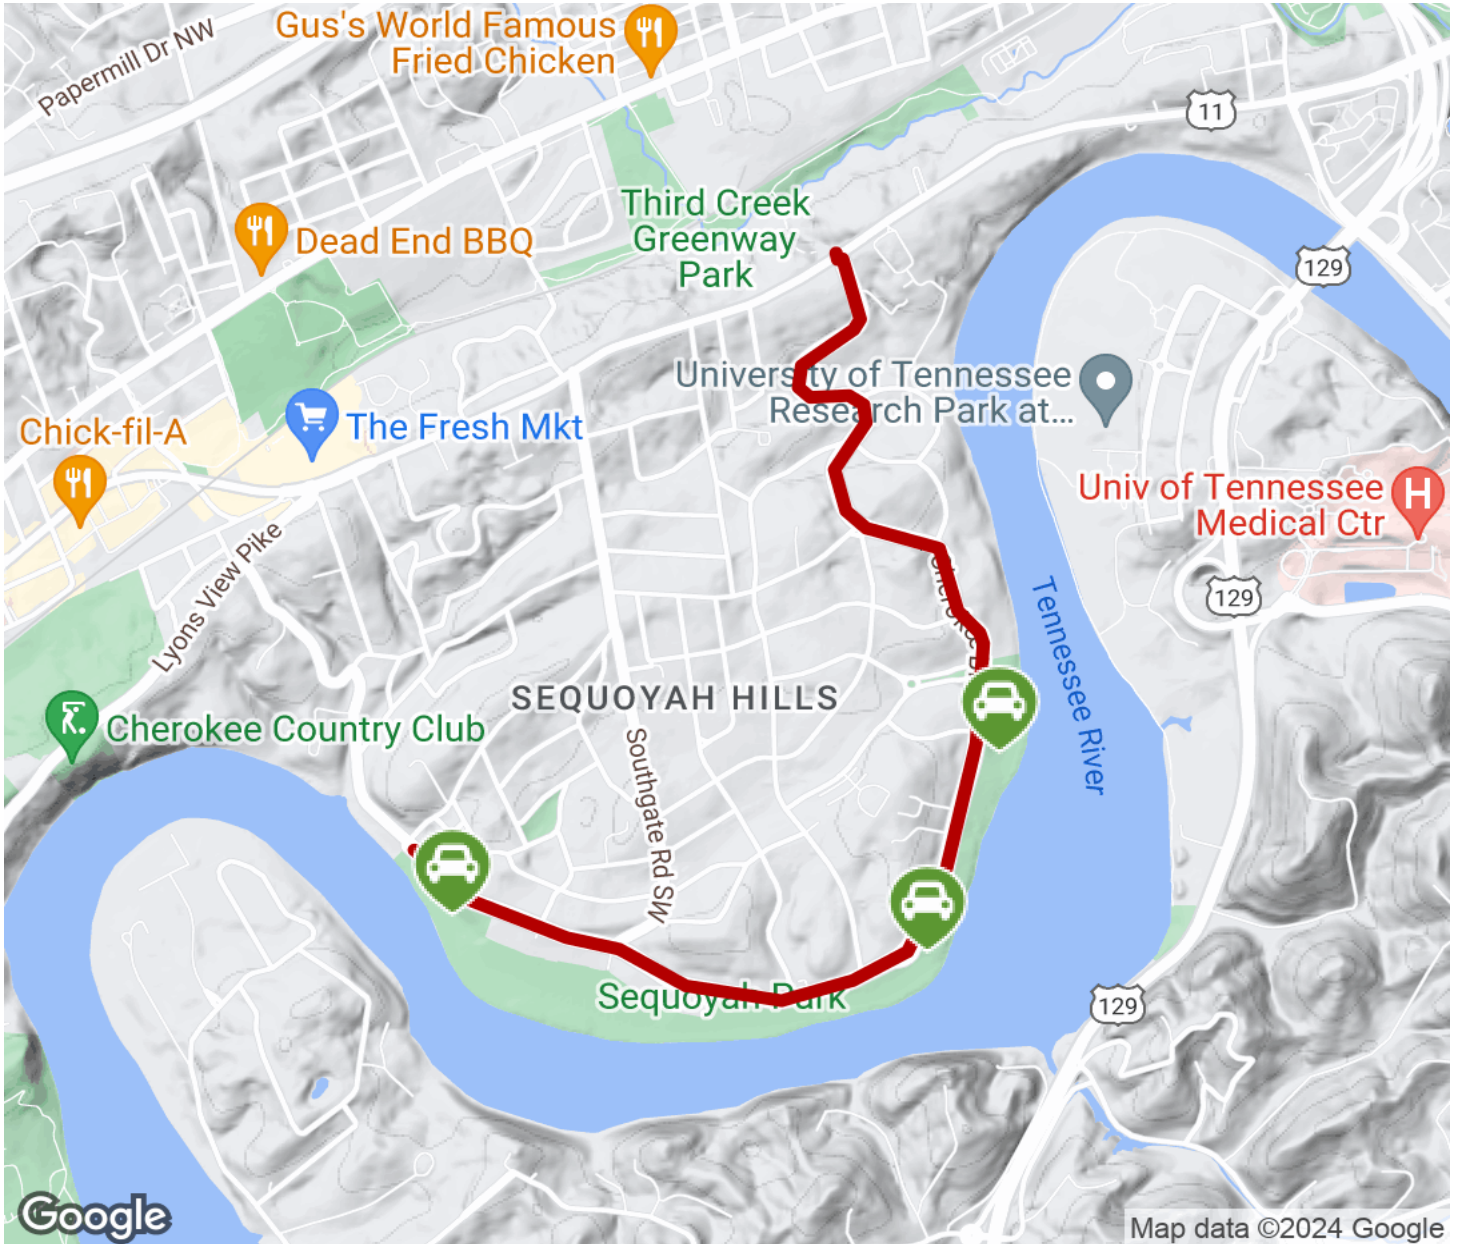 Gus's World Famous
Fried Chicken
Papermill Dr NW
11
Third Creek
Greenway
Park
Dead End BBQ
129
University of Tennessee
Research Park at...
The Fresh Mkt
Chick-fil-A
Univ of Tennessee
Medical Ctr
H
Lyons View Pike
129
Tennessee River
SEQUOYAH HILLS
Cherokee Country Club
Southgate Rd SW
Sequoyah Park
129
Google
Map data ©2024 Google